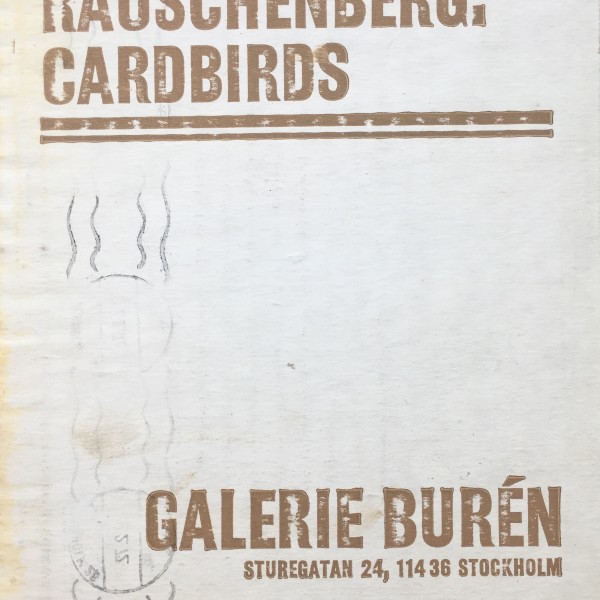 RAUSCHENBERG:
CARDBIRDS
GALERIE BURÉN
STUREGATAN 24, 114 36 STOCKHOLM